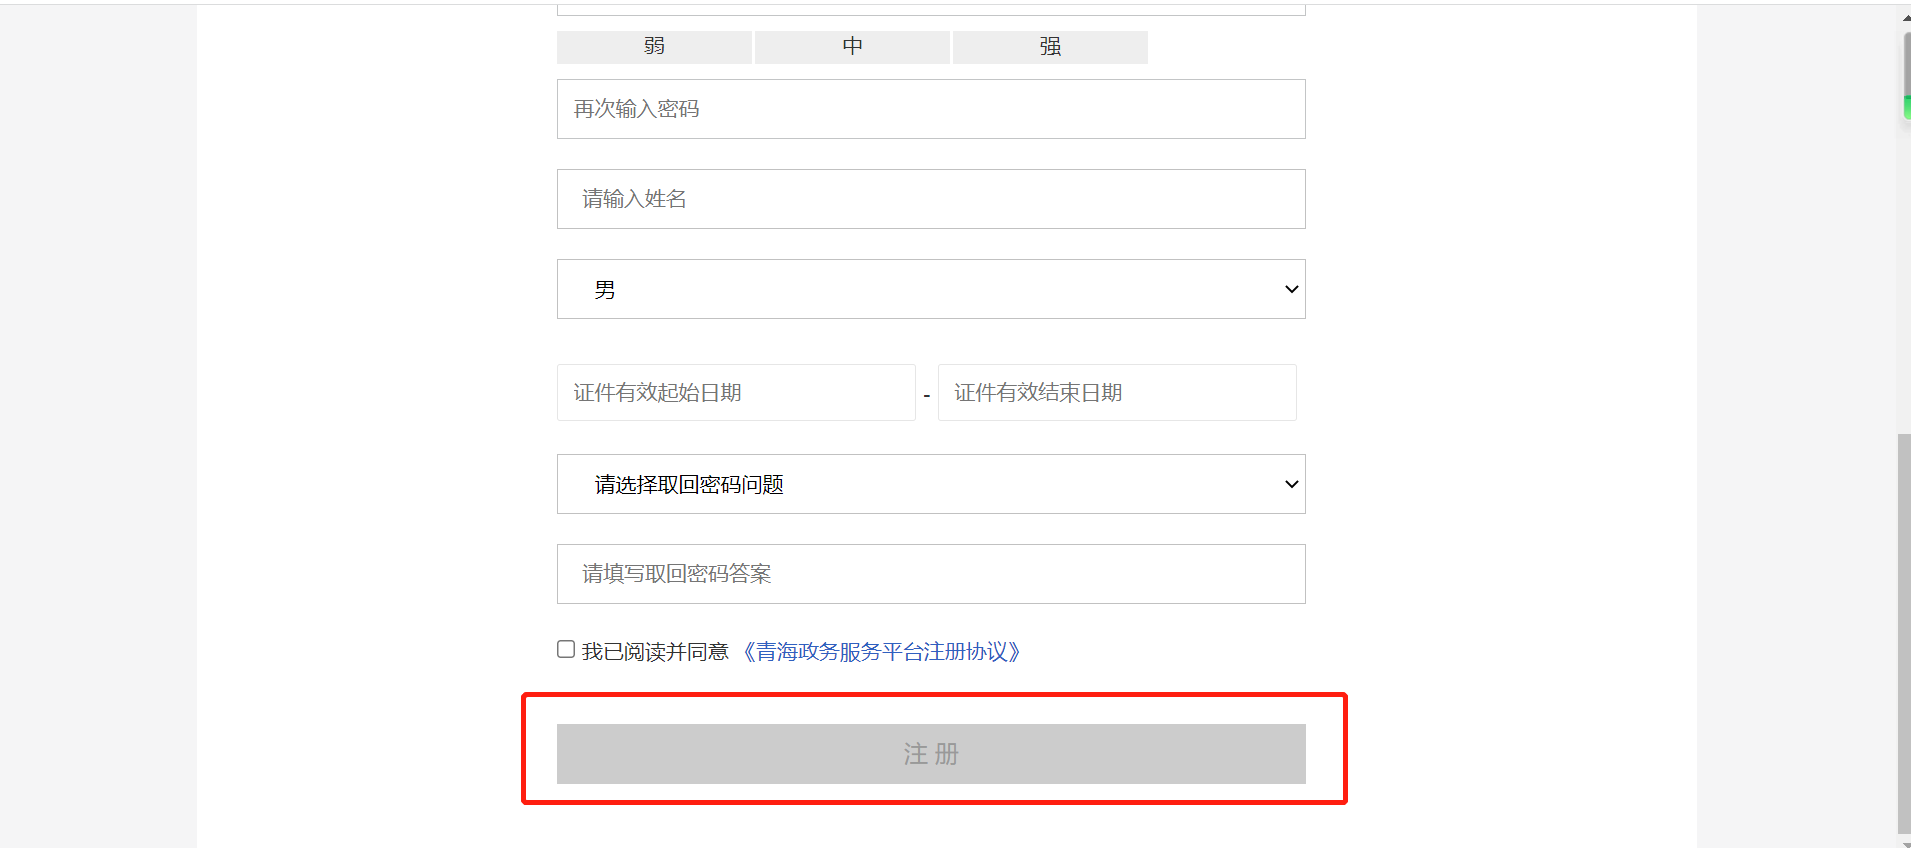 弱 中 强
再次输入密码
请输入姓名
男
证件有效起始日期 - 证件有效结束日期
请选择取回密码问题
请填写取回密码答案
我已阅读并同意 《青海政务服务平台注册协议》
注 册